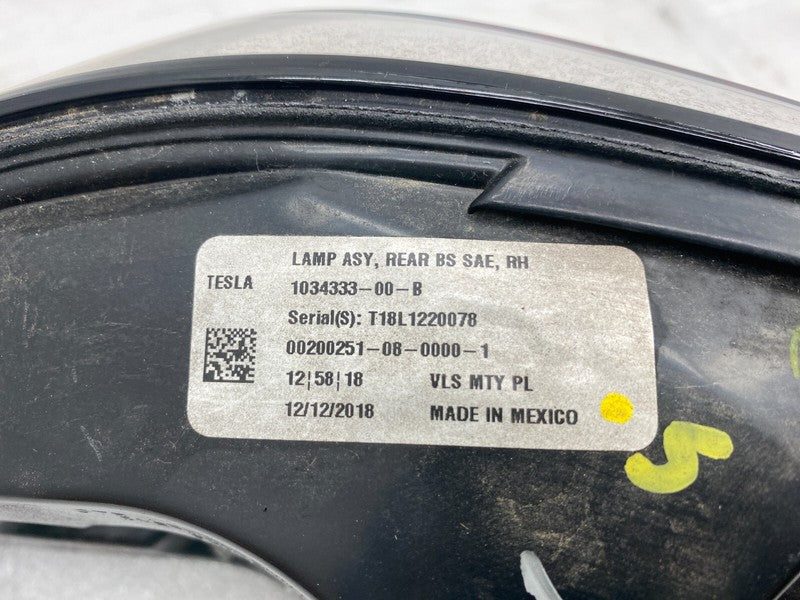 LAMP ASY, REAR BS SAE, RH
TESLA 1034333-00-B
Serial(S): T18L1220078
00200251-08-0000-1
12|58|18 VLS MTY PL
12/12/2018 MADE IN MEXICO
5